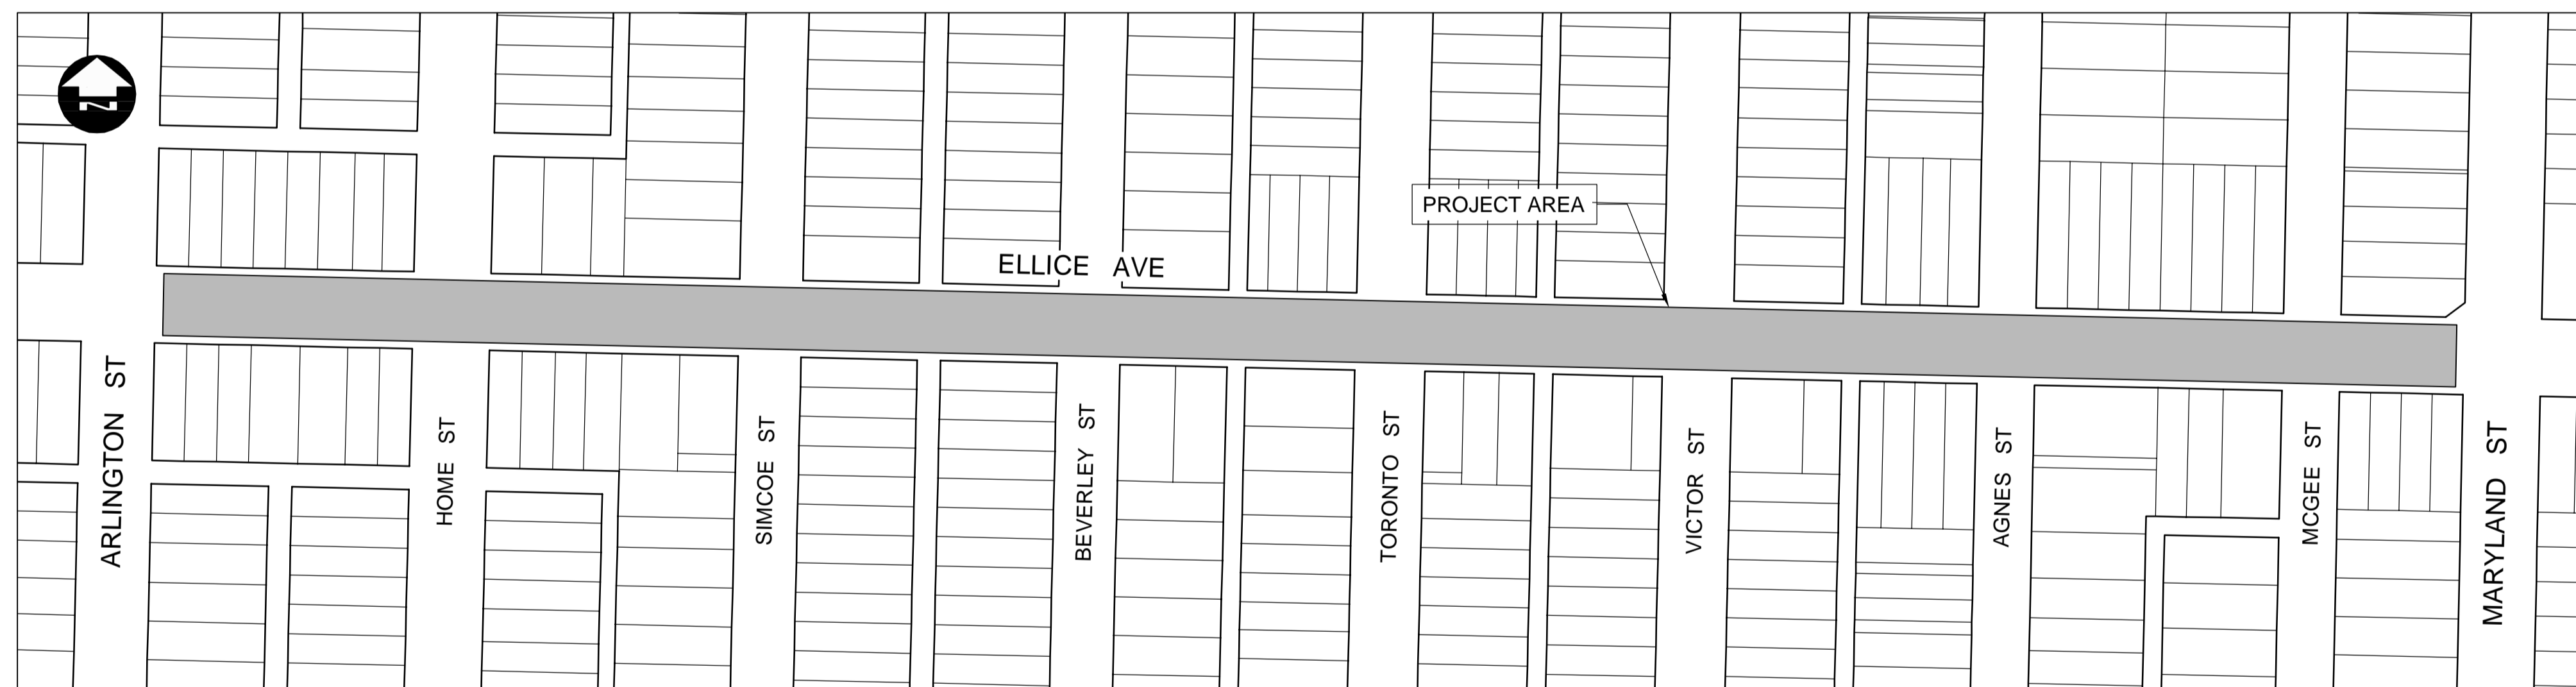 N
PROJECT AREA
ELLICE AVE
ARLINGTON ST
HOME ST
SIMCOE ST
BEVERLEY ST
TORONTO ST
VICTOR ST
AGNES ST
MCGEE ST
MARYLAND ST